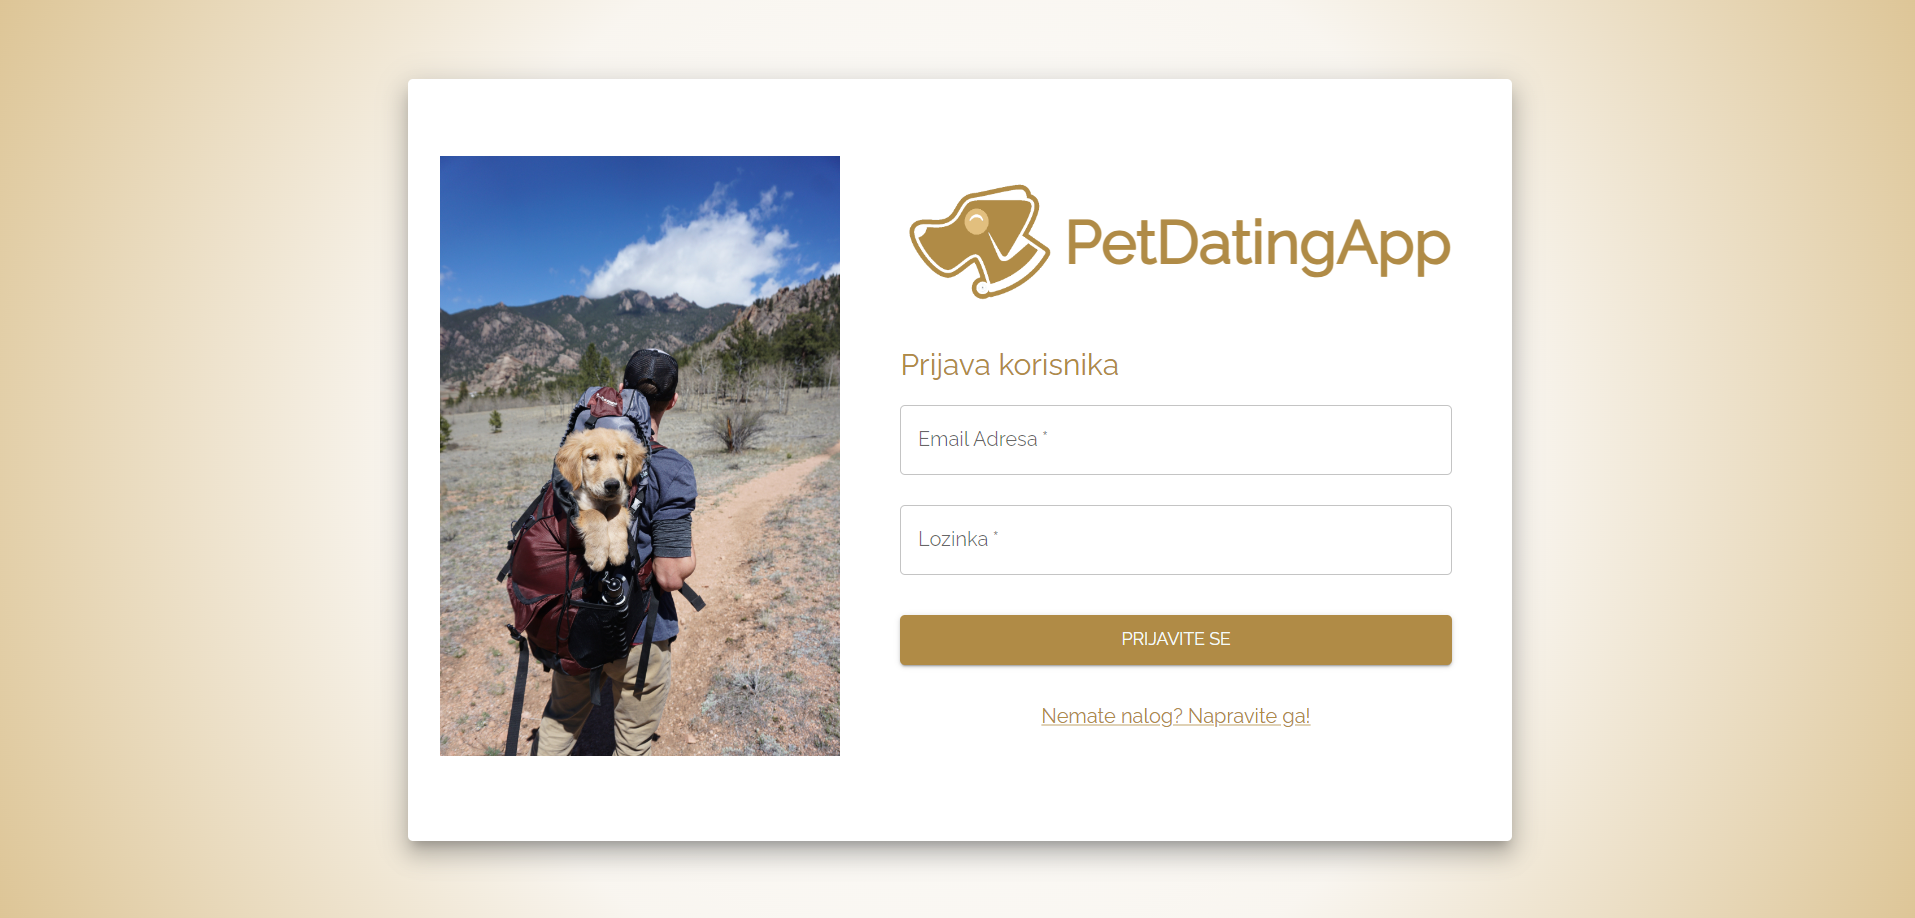 PetDatingApp
Prijava korisnika
Email Adresa *
Lozinka *
PRIJAVITE SE
Nemate nalog? Napravite ga!